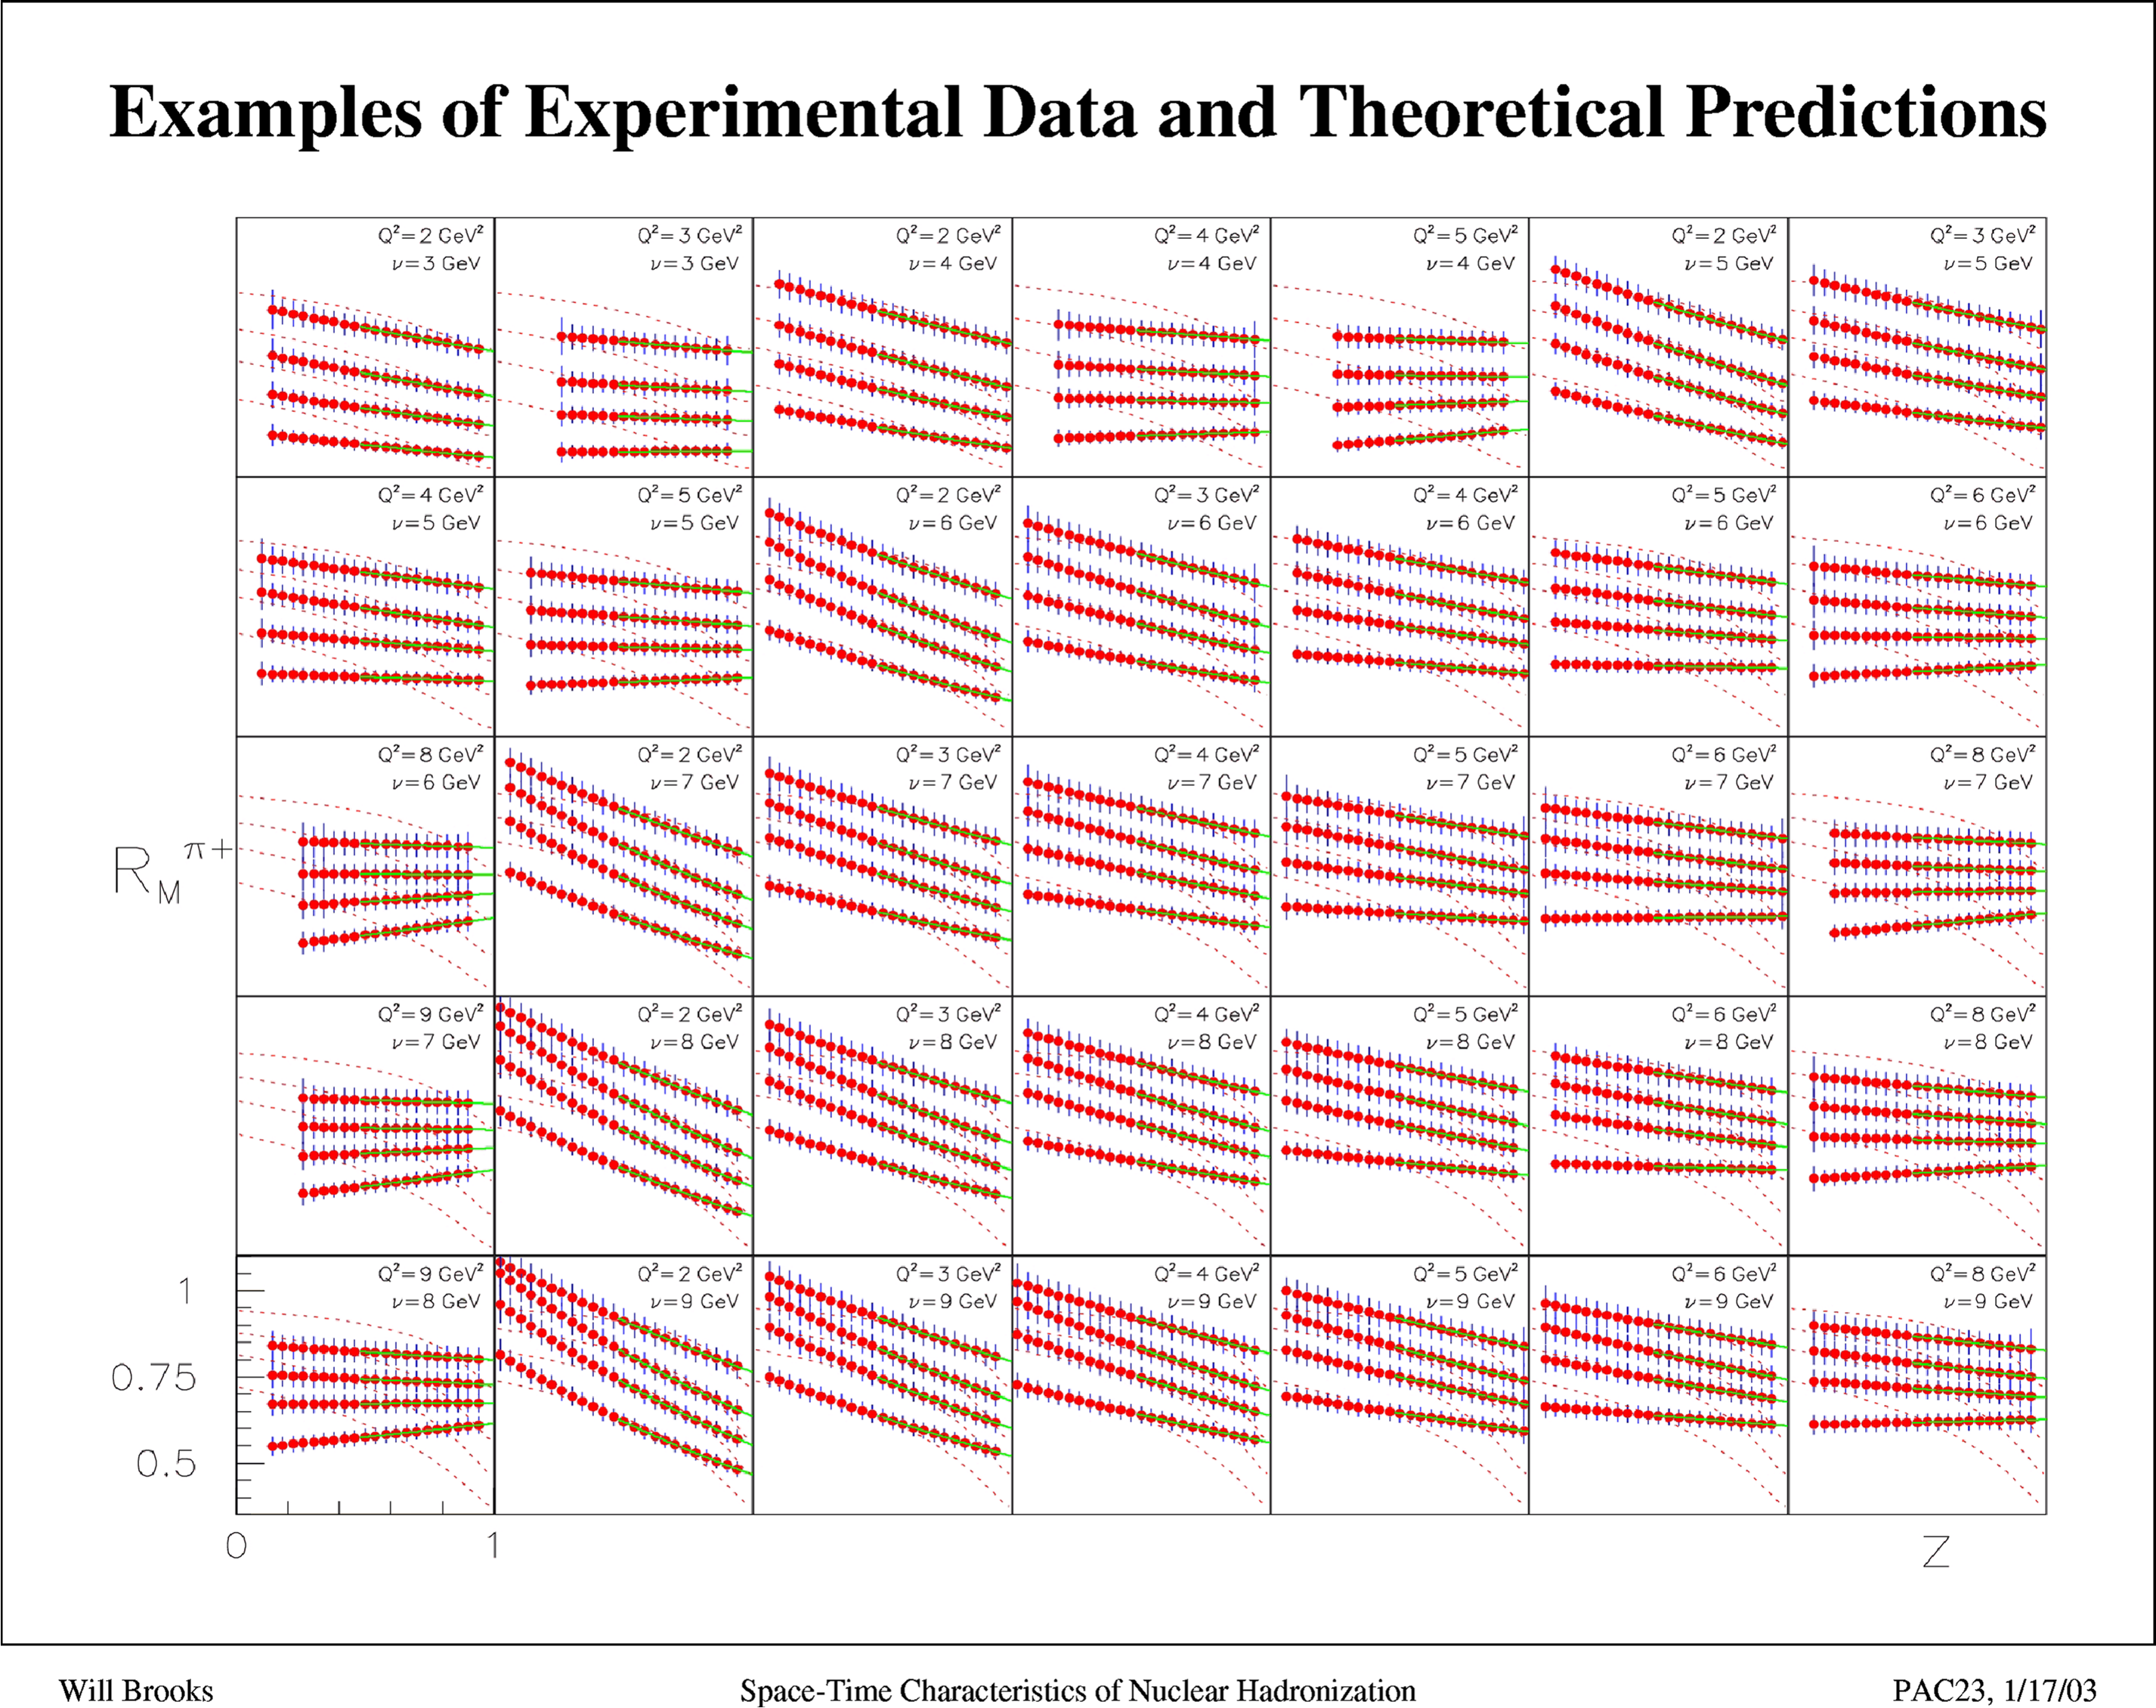 Examples of Experimental Data and Theoretical Predictions
Q²=2 GeV²
ν=3 GeV
Q²=3 GeV²
ν=3 GeV
Q²=2 GeV²
ν=4 GeV
Q²=4 GeV²
ν=4 GeV
Q²=5 GeV²
ν=4 GeV
Q²=2 GeV²
ν=5 GeV
Q²=3 GeV²
ν=5 GeV
Q²=4 GeV²
ν=5 GeV
Q²=5 GeV²
ν=5 GeV
Q²=2 GeV²
ν=6 GeV
Q²=3 GeV²
ν=6 GeV
Q²=4 GeV²
ν=6 GeV
Q²=5 GeV²
ν=6 GeV
Q²=6 GeV²
ν=6 GeV
R_M^π+
Q²=8 GeV²
ν=6 GeV
Q²=2 GeV²
ν=7 GeV
Q²=3 GeV²
ν=7 GeV
Q²=4 GeV²
ν=7 GeV
Q²=5 GeV²
ν=7 GeV
Q²=6 GeV²
ν=7 GeV
Q²=8 GeV²
ν=7 GeV
Q²=9 GeV²
ν=7 GeV
Q²=2 GeV²
ν=8 GeV
Q²=3 GeV²
ν=8 GeV
Q²=4 GeV²
ν=8 GeV
Q²=5 GeV²
ν=8 GeV
Q²=6 GeV²
ν=8 GeV
Q²=8 GeV²
ν=8 GeV
Q²=9 GeV²
ν=8 GeV
Q²=2 GeV²
ν=9 GeV
Q²=3 GeV²
ν=9 GeV
Q²=4 GeV²
ν=9 GeV
Q²=5 GeV²
ν=9 GeV
Q²=6 GeV²
ν=9 GeV
Q²=8 GeV²
ν=9 GeV
1
0.75
0.5
0 1 Z
Will Brooks
Space-Time Characteristics of Nuclear Hadronization
PAC23, 1/17/03